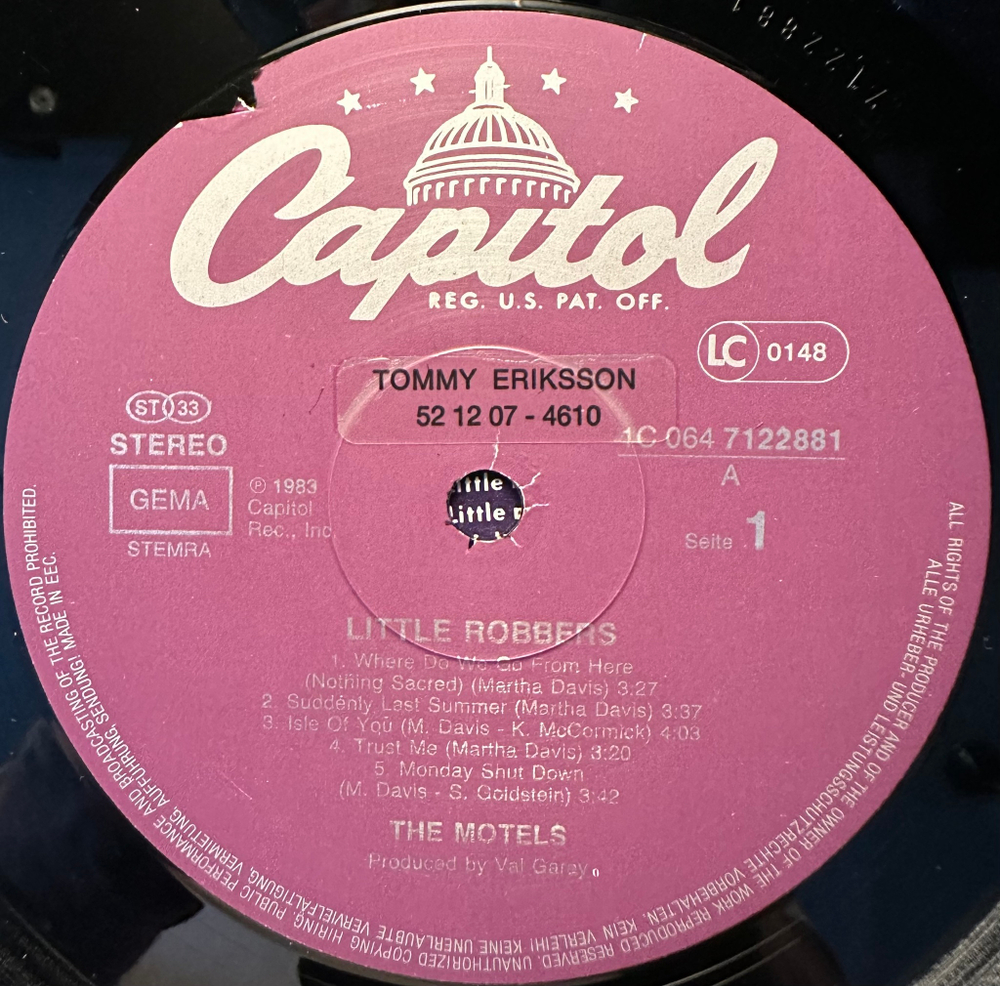 Capitol
REG. U.S. PAT. OFF.
LC 0148
TOMMY ERIKSSON
52 12 07 - 4610
ST 33
STEREO
GEMA
STEMRA
℗ 1983
Capitol
Rec., Inc
1C 064 7122881
A
Seite 1
ittle
Little
LITTLE ROBBERS
1. Where Do We Go From Here
(Nothing Sacred) (Martha Davis) 3:27
2. Suddenly Last Summer (Martha Davis) 3:37
3. Isle Of You (M. Davis - K. McCormick) 4:03
4. Trust Me (Martha Davis) 3:20
5. Monday Shut Down
(M. Davis - S. Goldstein) 3:42
THE MOTELS
Produced by Val Garay
ALL RIGHTS OF THE PRODUCER AND OF THE OWNER OF THE WORK REPRODUCED RESERVED. UNAUTHORIZED COPYING, HIRING, PUBLIC PERFORMANCE AND BROADCASTING OF THE RECORD PROHIBITED.
ALLE URHEBER- UND LEISTUNGSSCHUTZRECHTE VORBEHALTEN. KEIN VERLEIH! KEINE UNERLAUBTE VERVIELFÄLTIGUNG, VERMIETUNG, AUFFÜHRUNG, SENDUNG! MADE IN EEC.